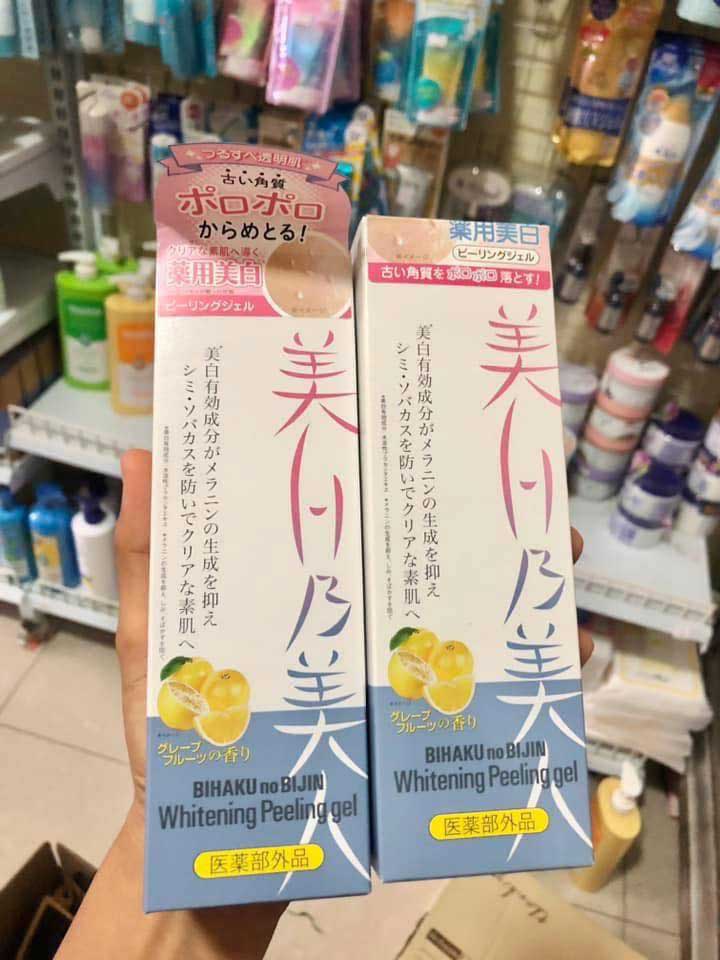 つるすべ透明肌
古い角質
ポロポロ
からめとる!
クリアな素肌へ導く
薬用美白
ピーリングジェル
美白有効成分がメラニンの生成を抑え
シミ・ソバカスを防いでクリアな素肌へ
美白乃美人
グレープ
フルーツの香り
BIHAKU no BIJIN
Whitening Peeling gel
医薬部外品
薬用美白
ピーリングジェル
古い角質をポロポロ落とす!
美白有効成分がメラニンの生成を抑え
シミ・ソバカスを防いでクリアな素肌へ
美白乃美人
グレープ
フルーツの香り
BIHAKU no BIJIN
Whitening Peeling gel
医薬部外品